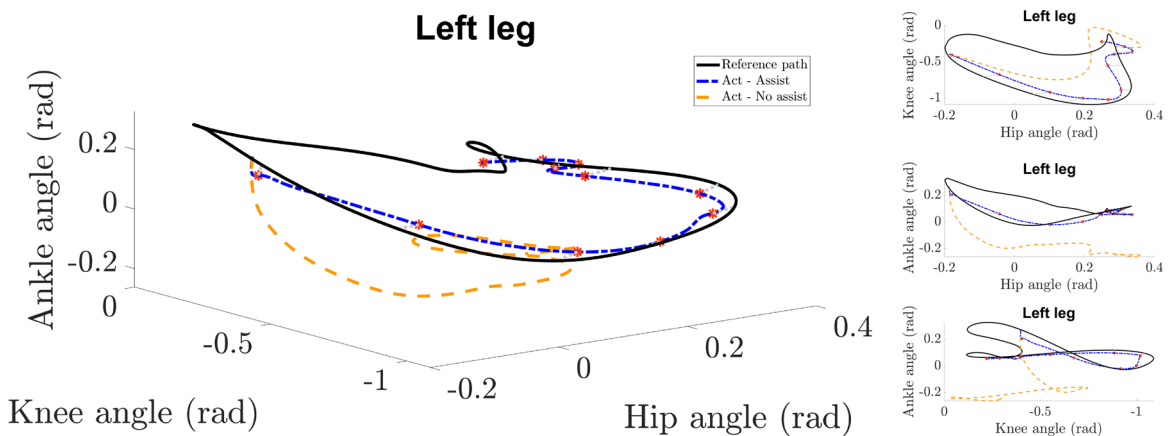 Left leg
Reference path
Act - Assist
Act - No assist
Ankle angle (rad)
0.2
0
-0.2
0
-0.5
-1
Knee angle (rad)
-0.2
0
0.2
0.4
Hip angle (rad)
Left leg
Knee angle (rad)
0
-0.5
-1
-0.2
0
0.2
0.4
Hip angle (rad)
Left leg
Ankle angle (rad)
0.2
0
-0.2
-0.2
0
0.2
0.4
Hip angle (rad)
Left leg
Ankle angle (rad)
0.2
0
-0.2
0
-0.5
-1
Knee angle (rad)